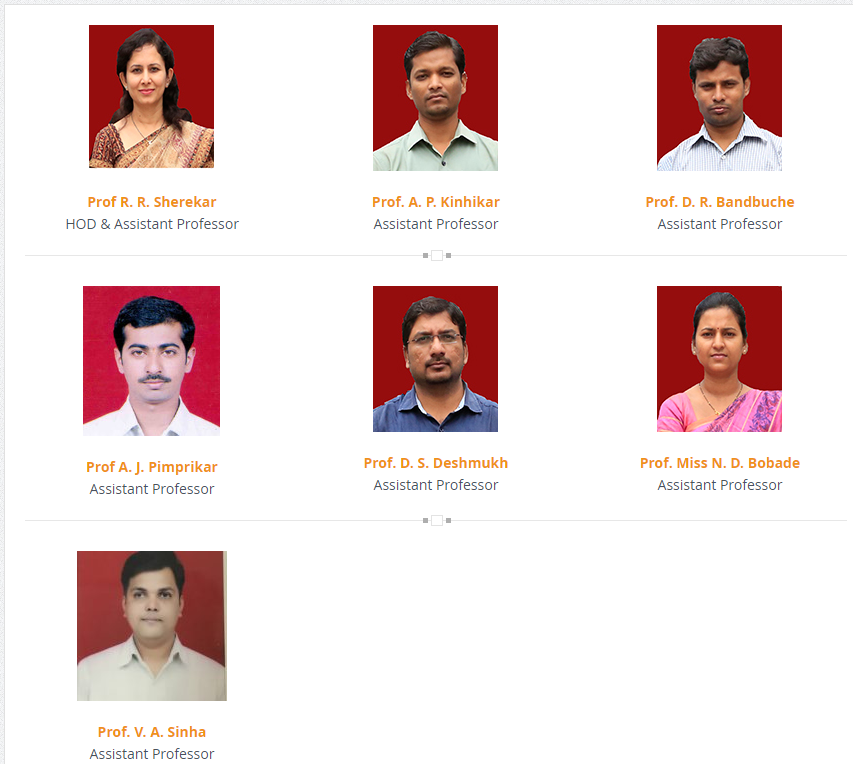 Prof R. R. Sherekar
HOD & Assistant Professor
Prof. A. P. Kinhikar
Assistant Professor
Prof. D. R. Bandbuche
Assistant Professor
Prof A. J. Pimprikar
Assistant Professor
Prof. D. S. Deshmukh
Assistant Professor
Prof. Miss N. D. Bobade
Assistant Professor
Prof. V. A. Sinha
Assistant Professor